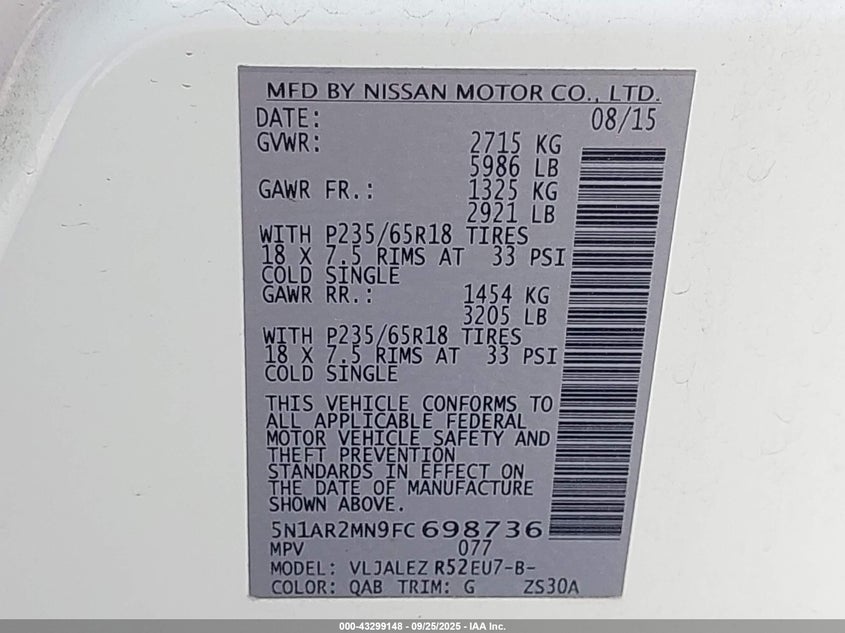 MFD BY NISSAN MOTOR CO., LTD.
DATE: 08/15
GVWR: 2715 KG
5986 LB
GAWR FR.: 1325 KG
2921 LB
WITH P235/65R18 TIRES
18 X 7.5 RIMS AT 33 PSI
COLD SINGLE
GAWR RR.: 1454 KG
3205 LB
WITH P235/65R18 TIRES
18 X 7.5 RIMS AT 33 PSI
COLD SINGLE
THIS VEHICLE CONFORMS TO
ALL APPLICABLE FEDERAL
MOTOR VEHICLE SAFETY AND
THEFT PREVENTION
STANDARDS IN EFFECT ON
THE DATE OF MANUFACTURE
SHOWN ABOVE.
5N1AR2MN9FC698736
MPV 077
MODEL: VLJALEZ R52EU7-B-
COLOR: QAB TRIM: G ZS30A
000-43299148 - 09/25/2025 - IAA Inc.